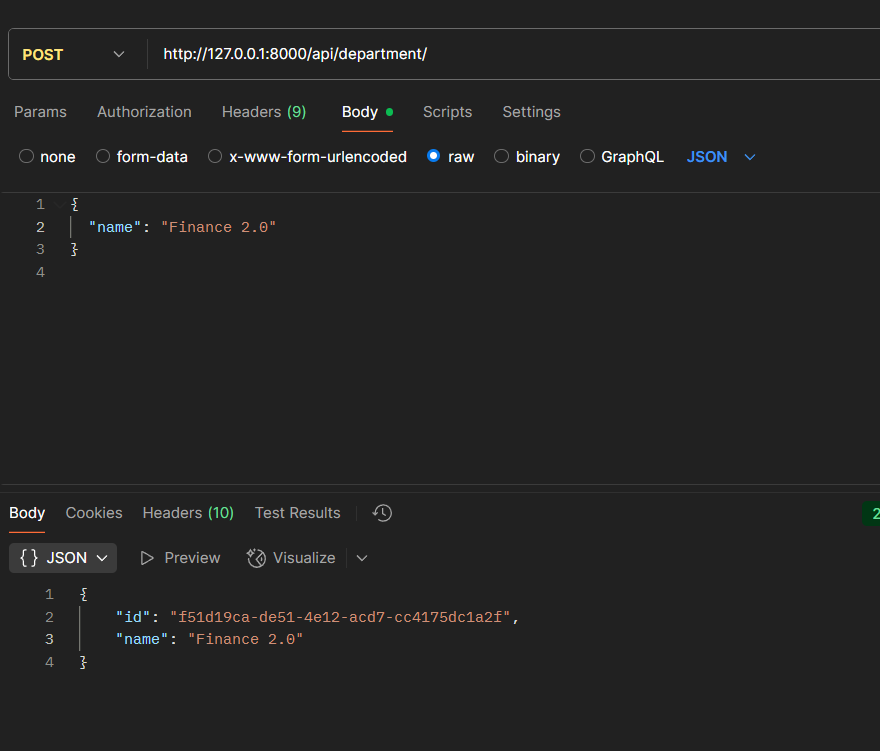 POST http://127.0.0.1:8000/api/department/
Params Authorization Headers (9) Body Scripts Settings
none form-data x-www-form-urlencoded raw binary GraphQL JSON
1 {
2 "name": "Finance 2.0"
3 }
4
Body Cookies Headers (10) Test Results 2
{} JSON Preview Visualize
1 {
2 "id": "f51d19ca-de51-4e12-acd7-cc4175dc1a2f",
3 "name": "Finance 2.0"
4 }